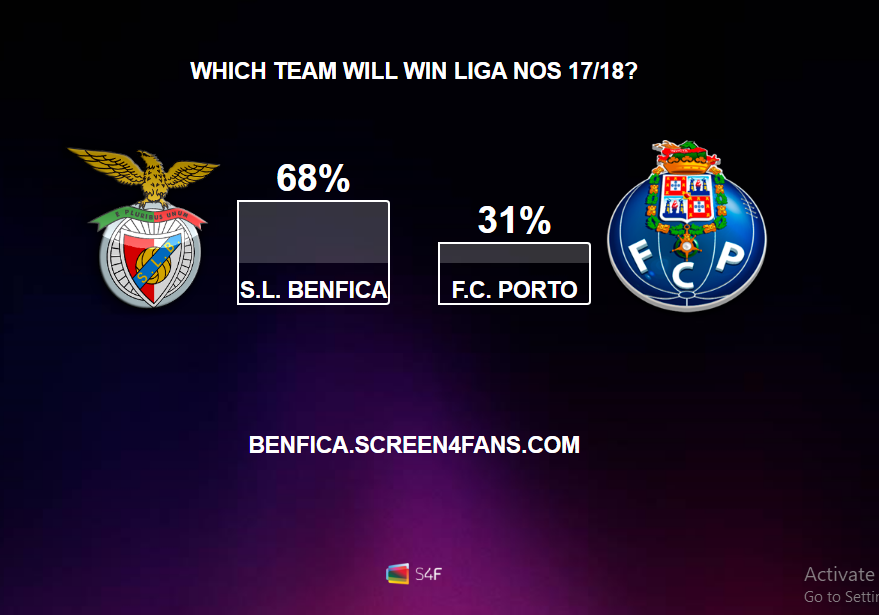 WHICH TEAM WILL WIN LIGA NOS 17/18?
68%
31%
E PLURIBUS UNUM
SLB
S.L. BENFICA
F.C. PORTO
FCP
BENFICA.SCREEN4FANS.COM
S4F
Activate
Go to Settin